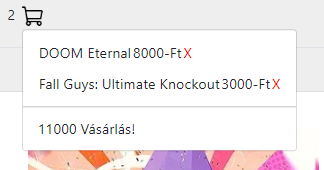 2
DOOM Eternal8000-FtX
Fall Guys: Ultimate Knockout3000-FtX
11000 Vásárlás!